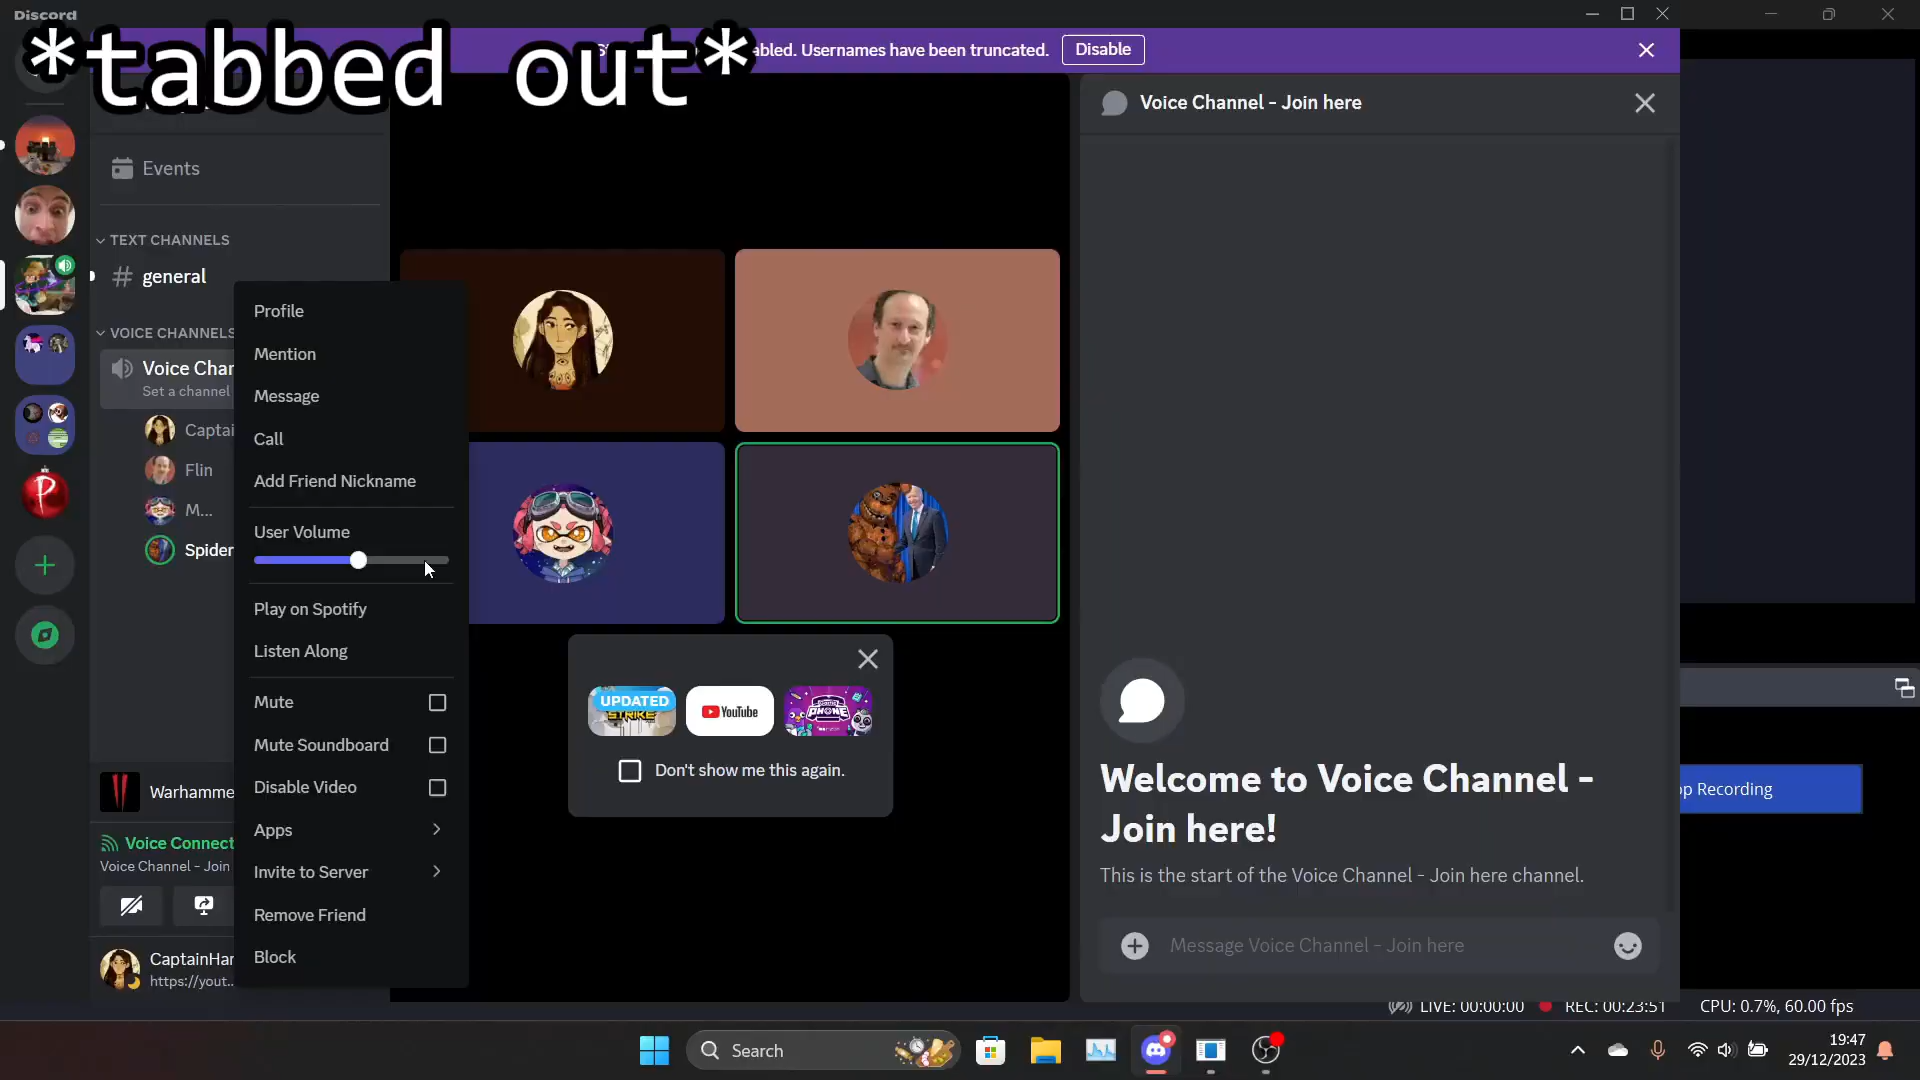 Discord
*tabbed out*
abled. Usernames have been truncated.
Disable
Voice Channel - Join here
Events
TEXT CHANNELS
general
VOICE CHANNELS
Voice Chan
Set a channel
Captai
Flin
M...
Spider
Profile
Mention
Message
Call
Add Friend Nickname
User Volume
Play on Spotify
Listen Along
Mute
Mute Soundboard
Disable Video
Apps
Invite to Server
Remove Friend
Block
UPDATED
STRIKE
YouTube
PHONE
Don't show me this again.
Welcome to Voice Channel -
Join here!
This is the start of the Voice Channel - Join here channel.
Message Voice Channel - Join here
Warhamme
Voice Connect
Voice Channel - Join
CaptainHar
https://yout...
op Recording
LIVE: 00:00:00
REC: 00:23:51
CPU: 0.7%, 60.00 fps
Search
19:47
29/12/2023